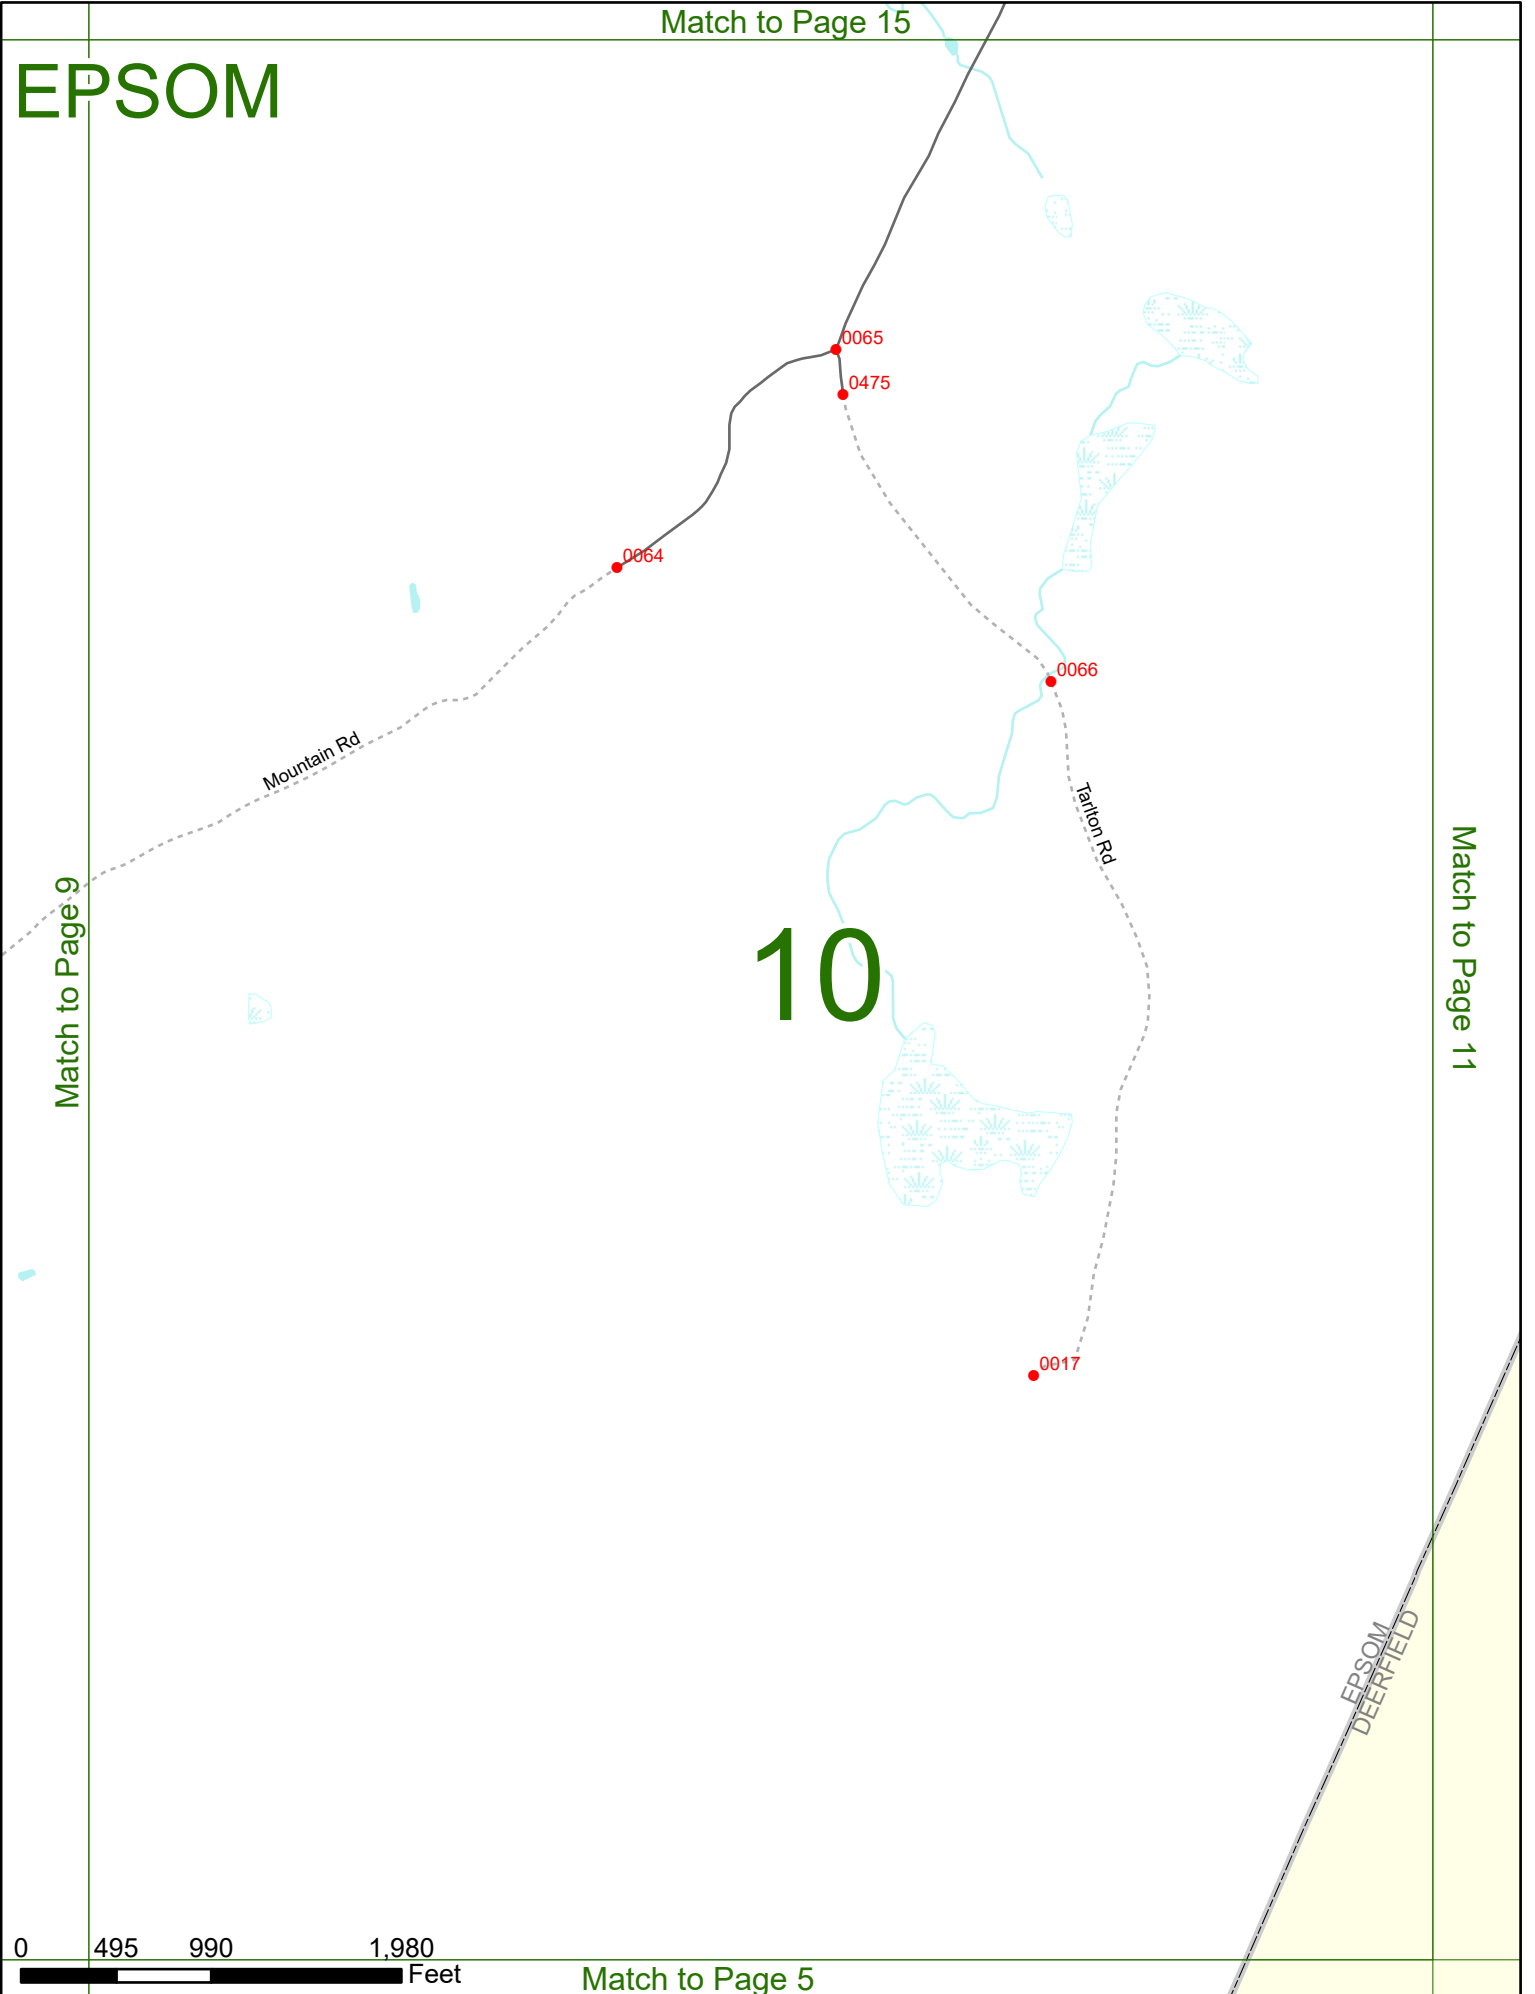 Match to Page 15
EPSOM
0065
0475
0064
0066
Mountain Rd
Tarlton Rd
Match to Page 9
Match to Page 11
10
0017
EPSOM
DEERFIELD
0 495 990 1,980
Feet
Match to Page 5